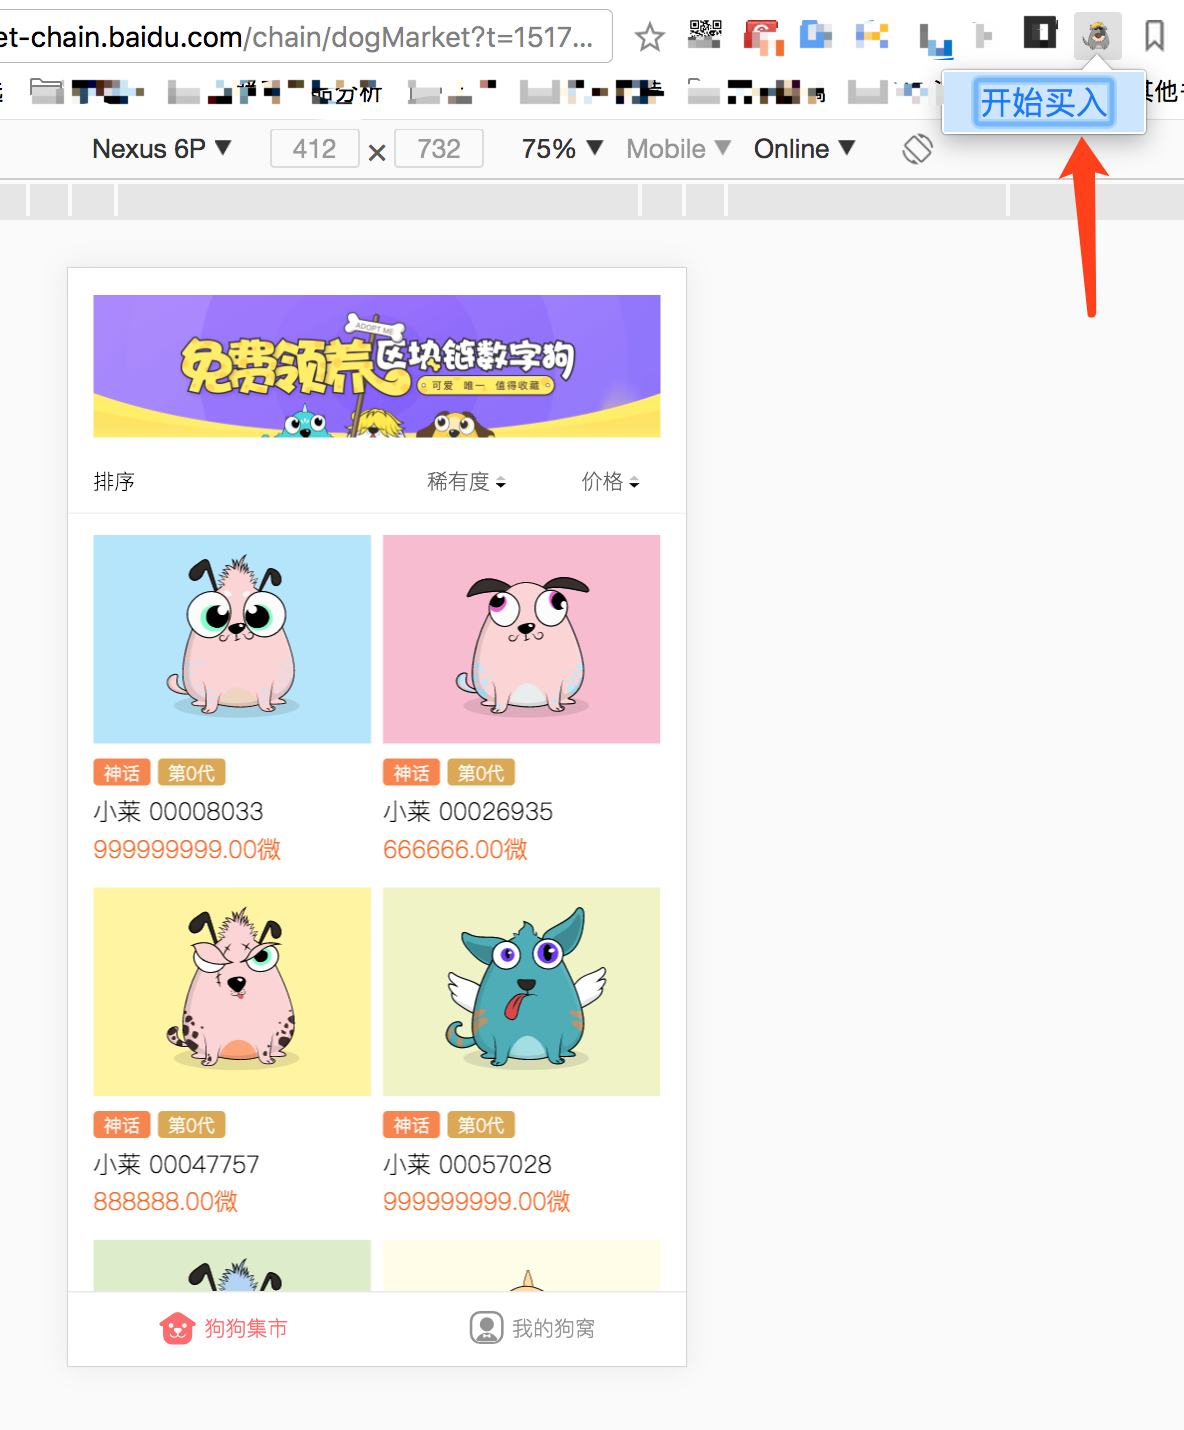 et-chain.baidu.com/chain/dogMarket?t=1517...
品分析
其他
开始买入
Nexus 6P ▼ 412 × 732 75% ▼ Mobile ▼ Online ▼
ADOPT ME
免费领养区块链数字狗
可爱 唯一 值得收藏
排序 稀有度 价格
神话 第0代 神话 第0代
小莱 00008033 小莱 00026935
999999999.00微 666666.00微
神话 第0代 神话 第0代
小莱 00047757 小莱 00057028
888888.00微 999999999.00微
狗狗集市 我的狗窝